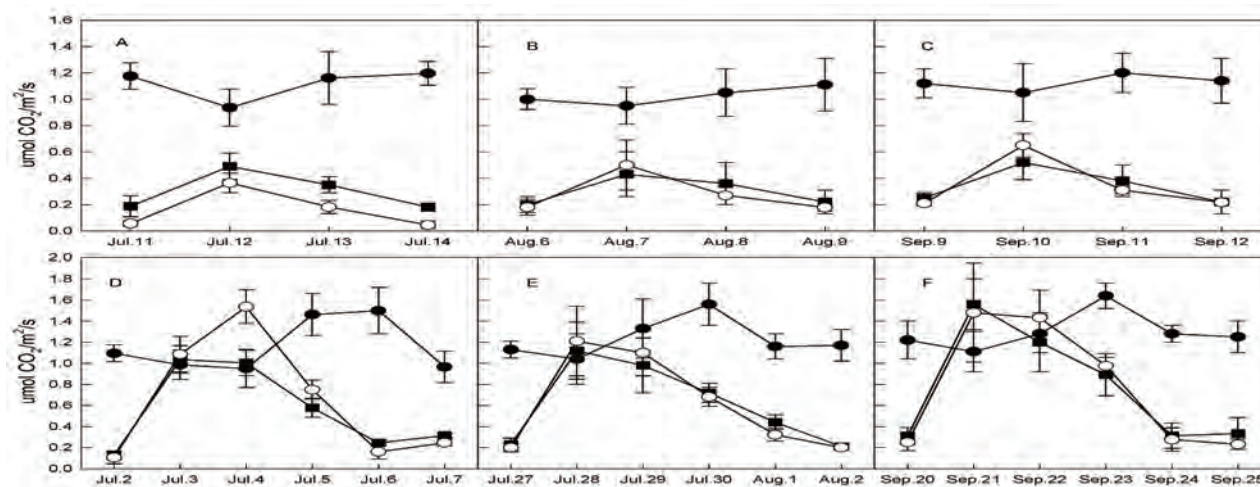 1.6
A
B
C
1.4
1.2
1.0
0.8
0.6
0.4
0.2
0.0
umol CO2/m2/s
Jul.11 Jul.12 Jul.13 Jul.14 Aug.6 Aug.7 Aug.8 Aug.9 Sep.9 Sep.10 Sep.11 Sep.12
2.0
D
E
F
1.6
1.4
1.2
1.0
0.8
0.6
0.4
0.2
0.0
umol CO2/m2/s
Jul.2 Jul.3 Jul.4 Jul.5 Jul.6 Jul.7 Jul.27 Jul.28 Jul.29 Jul.30 Aug.1 Aug.2 Sep.20 Sep.21 Sep.22 Sep.23 Sep.24